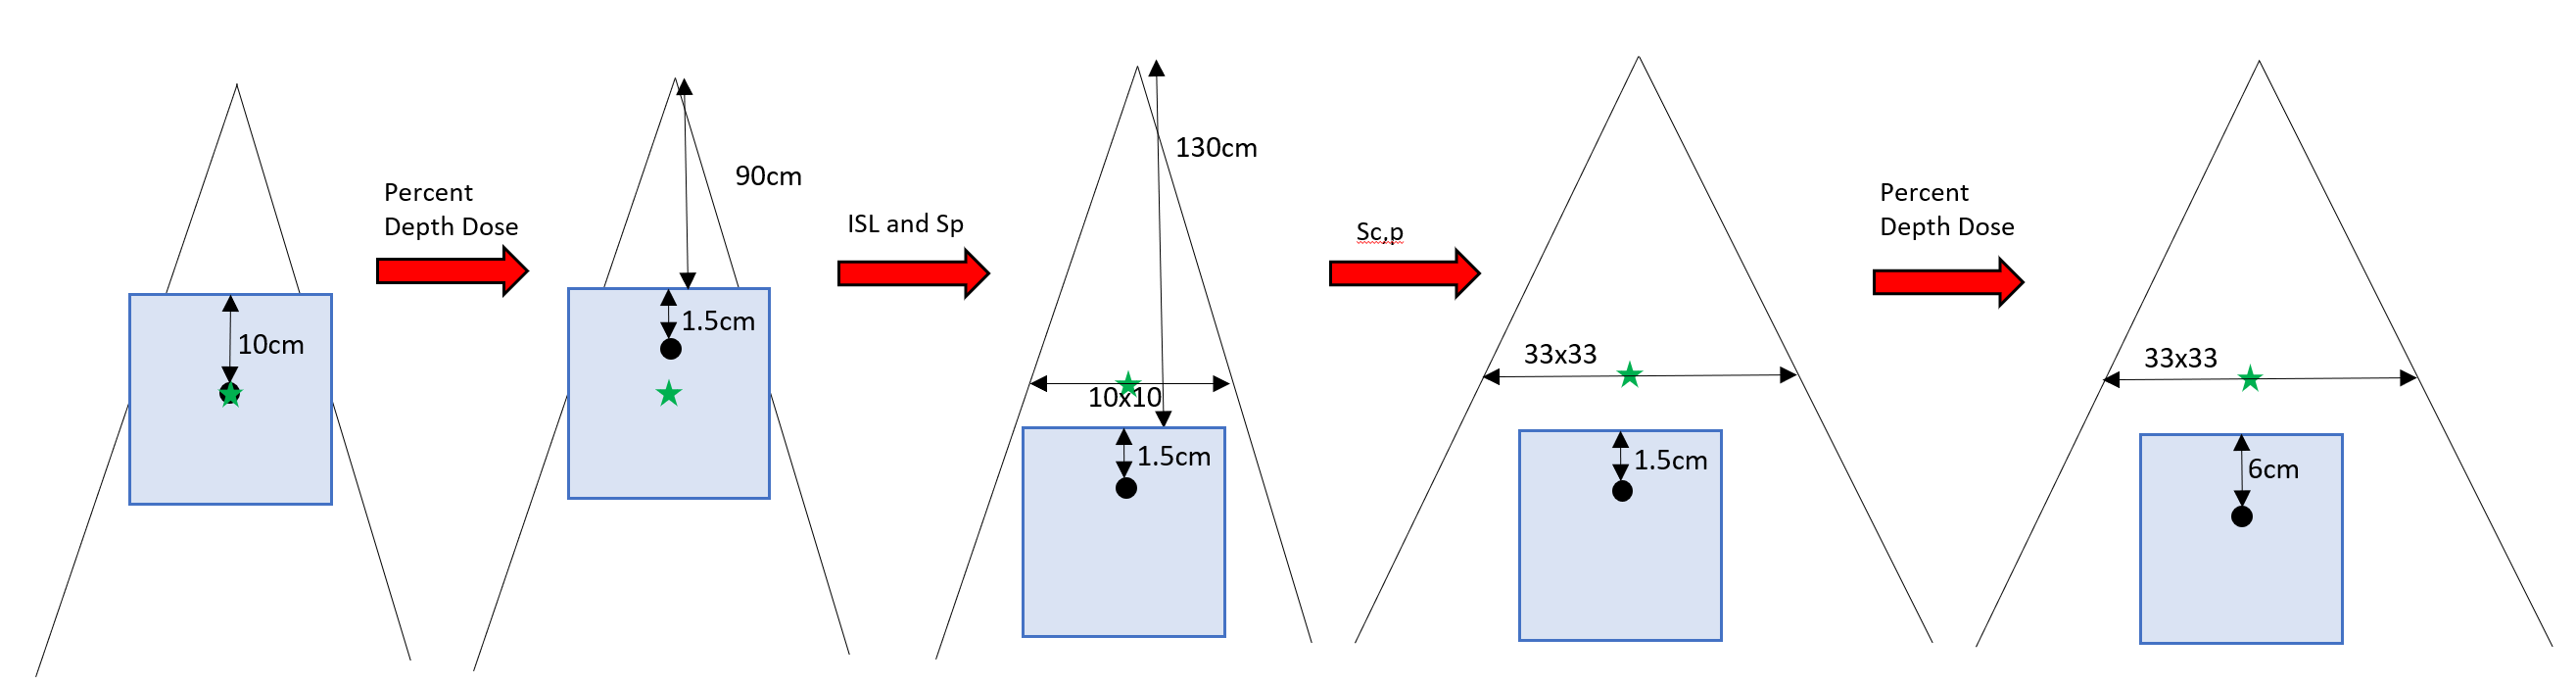 10cm
Percent
Depth Dose
90cm
1.5cm
ISL and Sp
130cm
10x10
1.5cm
Sc,p
33x33
1.5cm
Percent
Depth Dose
33x33
6cm